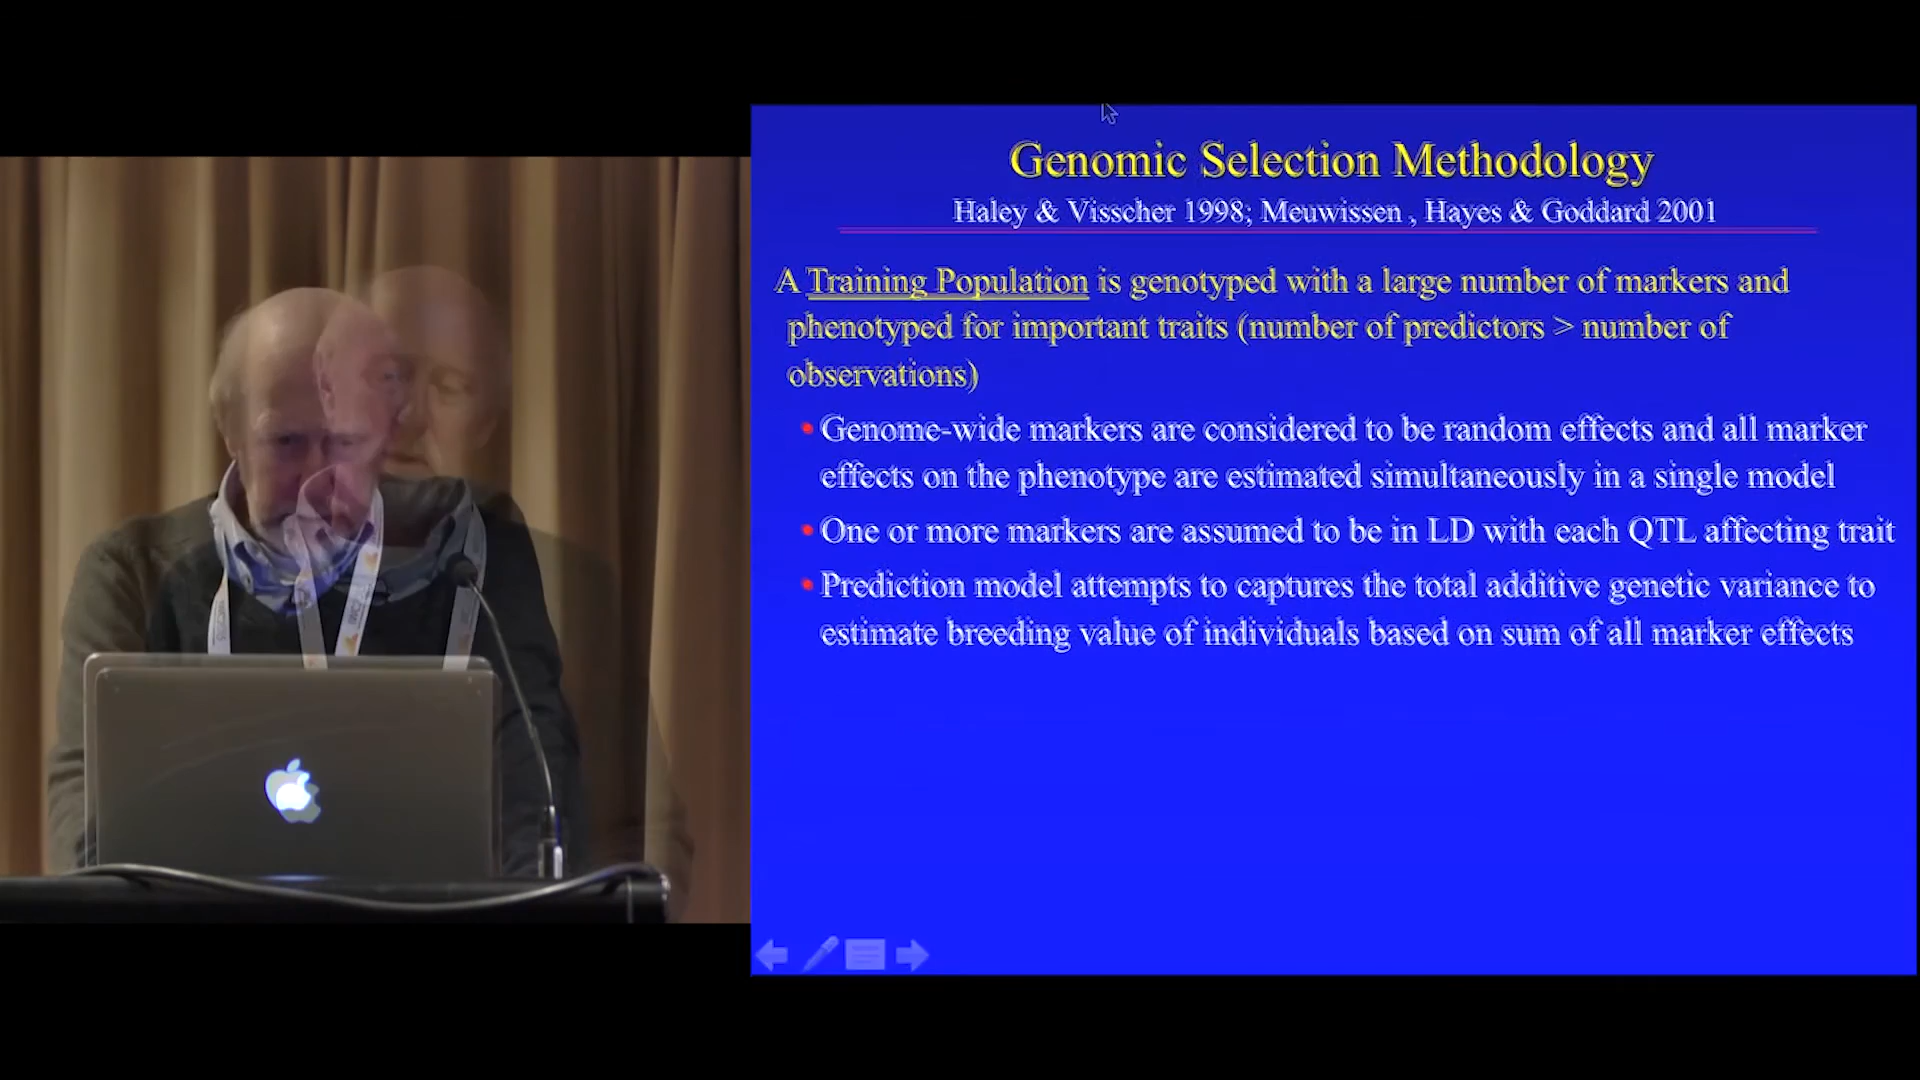 Genomic Selection Methodology
Haley & Visscher 1998; Meuwissen , Hayes & Goddard 2001
A Training Population is genotyped with a large number of markers and
phenotyped for important traits (number of predictors > number of
observations)
• Genome-wide markers are considered to be random effects and all marker
effects on the phenotype are estimated simultaneously in a single model
• One or more markers are assumed to be in LD with each QTL affecting trait
• Prediction model attempts to captures the total additive genetic variance to
estimate breeding value of individuals based on sum of all marker effects